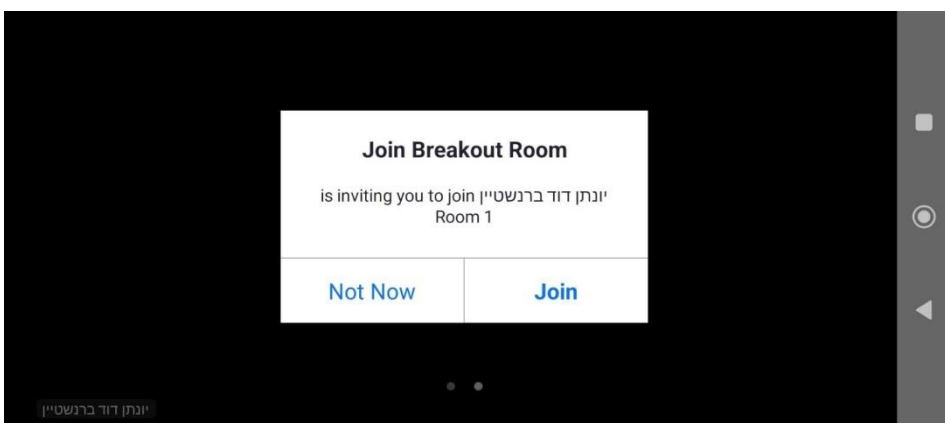 Join Breakout Room
יונתן דוד ברנשטיין is inviting you to join
Room 1
Not Now
Join
יונתן דוד ברנשטיין